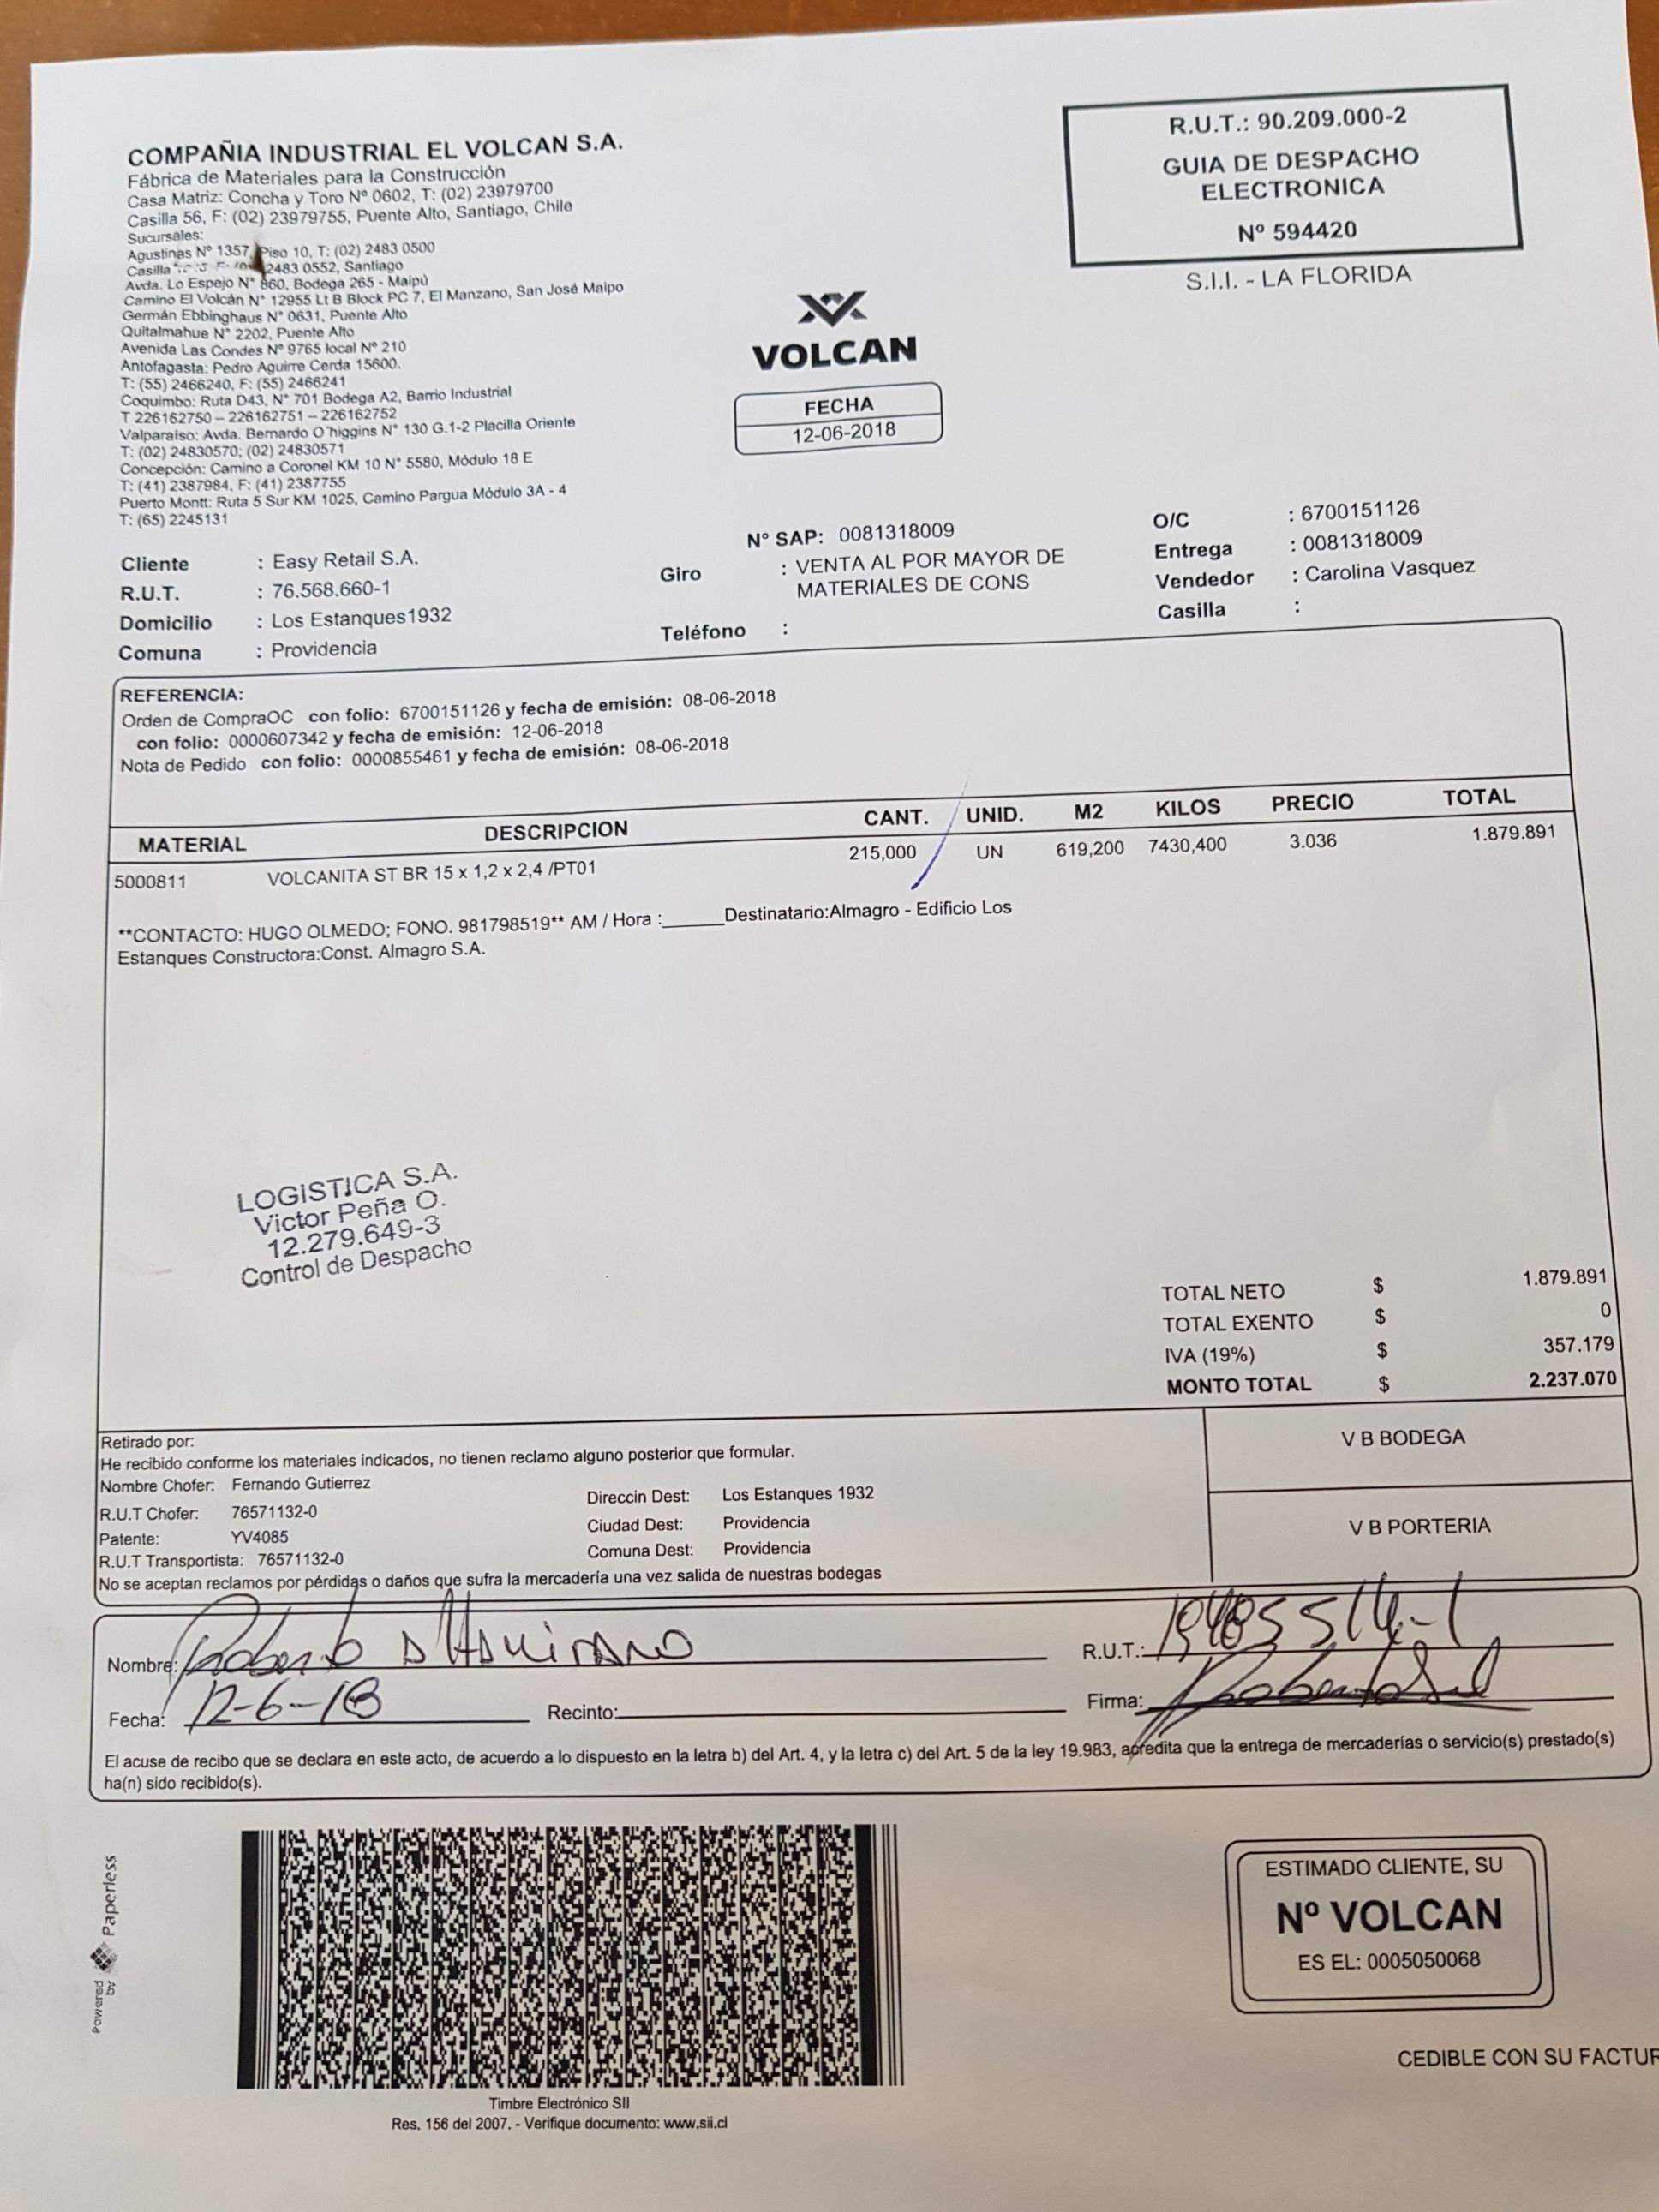 COMPAÑIA INDUSTRIAL EL VOLCAN S.A.
Fábrica de Materiales para la Construcción
Casa Matriz: Concha y Toro Nº 0602, T: (02) 23979700
Casilla 56, F: (02) 23979755, Puente Alto, Santiago, Chile
Sucursales:
Agustinas Nº 1357, Piso 10, T: (02) 2483 0500
Casilla 2483 0552, Santiago
Avda. Lo Espejo N° 860, Bodega 265 - Maipú
Camino El Volcán N° 12955 Lt B Block PC 7, El Manzano, San José Maipo
Germán Ebbinghaus N° 0631, Puente Alto
Quitalmahue N° 2202, Puente Alto
Avenida Las Condes Nº 9765 local Nº 210
Antofagasta: Pedro Aguirre Cerda 15600.
T: (55) 2466240, F: (55) 2466241
Coquimbo: Ruta D43, N° 701 Bodega A2, Barrio Industrial
T 226162750 – 226162751 – 226162752
Valparaiso: Avda. Bernardo O'higgins N° 130 G.1-2 Placilla Oriente
T: (02) 24830570; (02) 24830571
Concepción: Camino a Coronel KM 10 N° 5580, Módulo 18 E
T: (41) 2387984, F: (41) 2387755
Puerto Montt: Ruta 5 Sur KM 1025, Camino Pargua Módulo 3A - 4
T: (65) 2245131
R.U.T.: 90.209.000-2
GUIA DE DESPACHO
ELECTRONICA
Nº 594420
S.I.I. - LA FLORIDA
VOLCAN
FECHA
12-06-2018
Nº SAP: 0081318009
O/C : 6700151126
Entrega : 0081318009
Vendedor : Carolina Vasquez
Casilla :
Cliente : Easy Retail S.A.
R.U.T. : 76.568.660-1
Domicilio : Los Estanques1932
Comuna : Providencia
Giro : VENTA AL POR MAYOR DE
MATERIALES DE CONS
Teléfono :
REFERENCIA:
Orden de CompraOC con folio: 6700151126 y fecha de emisión: 08-06-2018
con folio: 0000607342 y fecha de emisión: 12-06-2018
Nota de Pedido con folio: 0000855461 y fecha de emisión: 08-06-2018
MATERIAL DESCRIPCION CANT. UNID. M2 KILOS PRECIO TOTAL
5000811 VOLCANITA ST BR 15 x 1,2 x 2,4 /PT01 215,000 UN 619,200 7430,400 3.036 1.879.891
**CONTACTO: HUGO OLMEDO; FONO. 981798519** AM / Hora :______Destinatario:Almagro - Edificio Los
Estanques Constructora:Const. Almagro S.A.
LOGISTICA S.A.
Victor Peña O.
12.279.649-3
Control de Despacho
TOTAL NETO $ 1.879.891
TOTAL EXENTO $ 0
IVA (19%) $ 357.179
MONTO TOTAL $ 2.237.070
Retirado por:
He recibido conforme los materiales indicados, no tienen reclamo alguno posterior que formular.
Nombre Chofer: Fernando Gutierrez
R.U.T Chofer: 76571132-0
Patente: YV4085
R.U.T Transportista: 76571132-0
Direccin Dest: Los Estanques 1932
Ciudad Dest: Providencia
Comuna Dest: Providencia
No se aceptan reclamos por pérdidas o daños que sufra la mercadería una vez salida de nuestras bodegas
V B BODEGA
V B PORTERIA
Nombre: Roberto
R.U.T.:
Fecha: 12-6-18
Recinto:
Firma:
El acuse de recibo que se declara en este acto, de acuerdo a lo dispuesto en la letra b) del Art. 4, y la letra c) del Art. 5 de la ley 19.983, acredita que la entrega de mercaderías o servicio(s) prestado(s)
ha(n) sido recibido(s).
Powered by Paperless
Timbre Electrónico SII
Res. 156 del 2007. - Verifique documento: www.sii.cl
ESTIMADO CLIENTE, SU
Nº VOLCAN
ES EL: 0005050068
CEDIBLE CON SU FACTUR